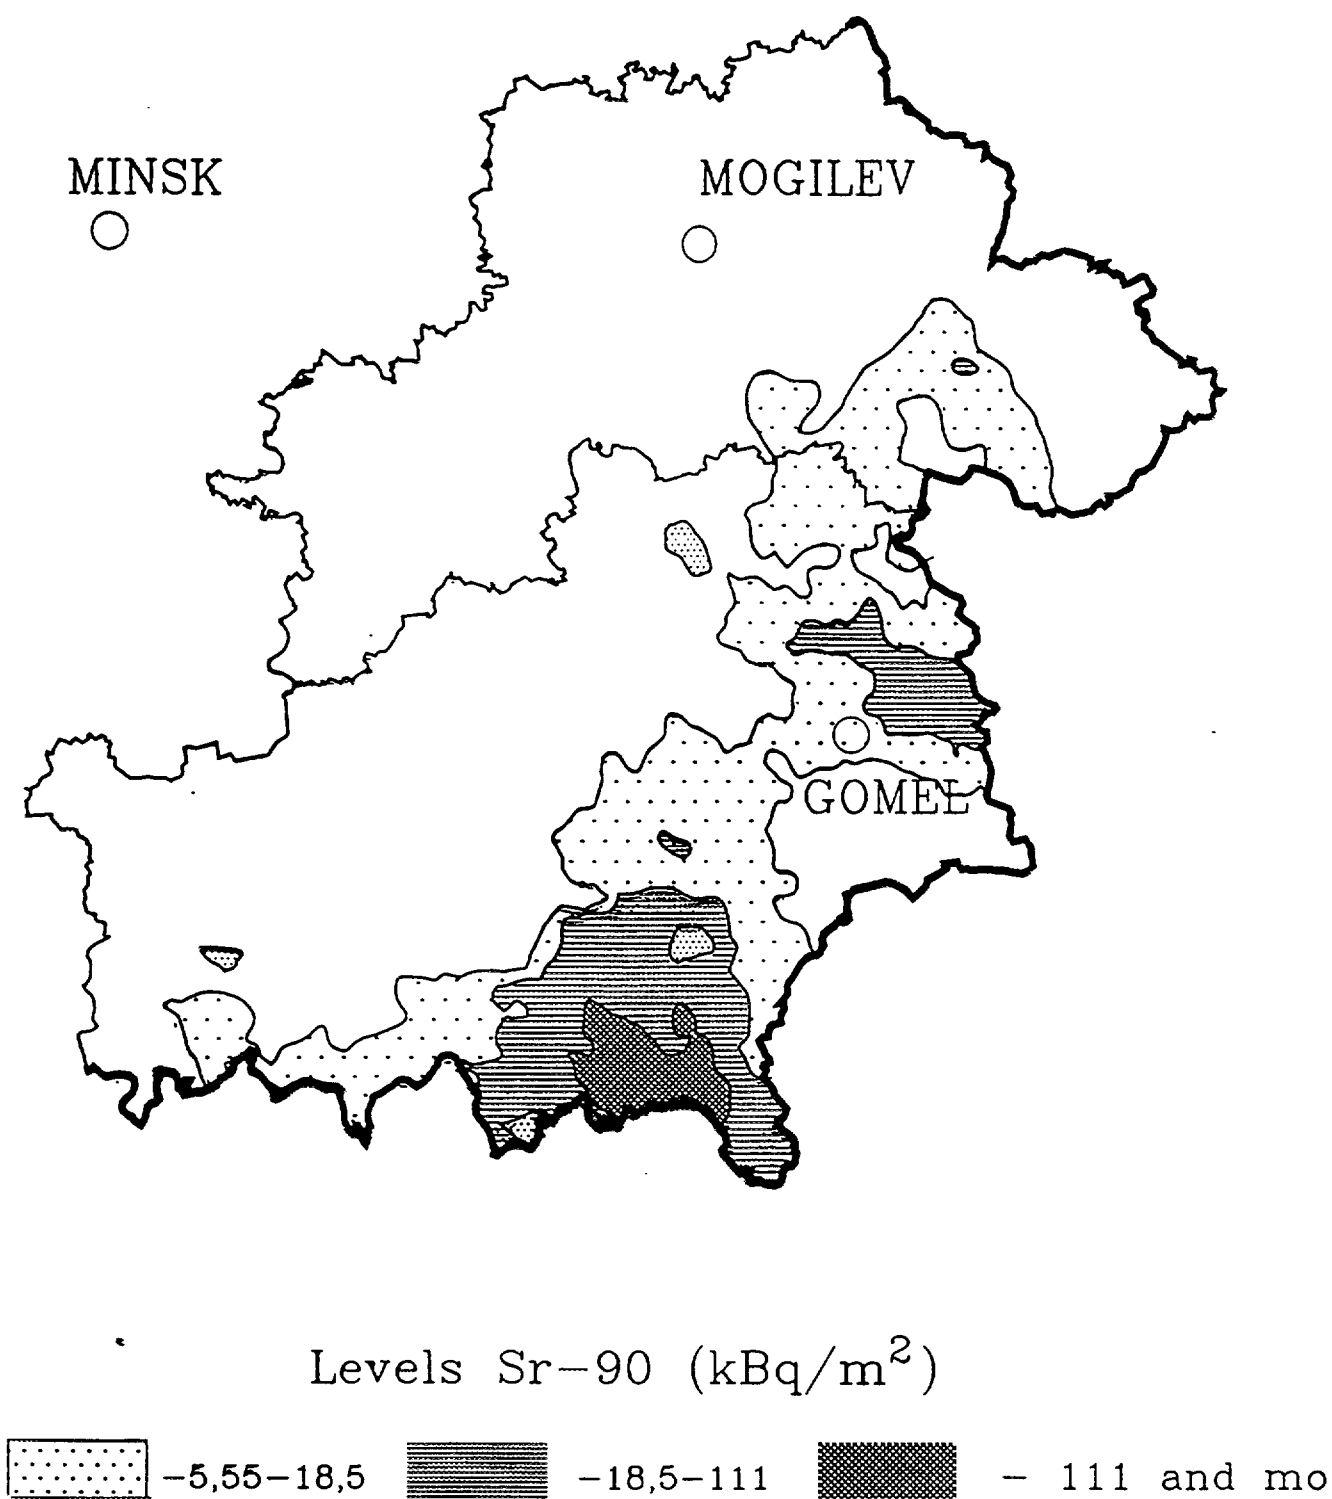 MINSK
MOGILEV
GOMEL
Levels Sr-90 (kBq/m²)
-5,55-18,5 -18,5-111 - 111 and mo